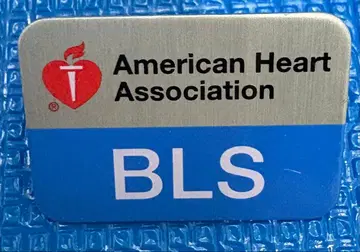 American Heart
Association
®
BLS